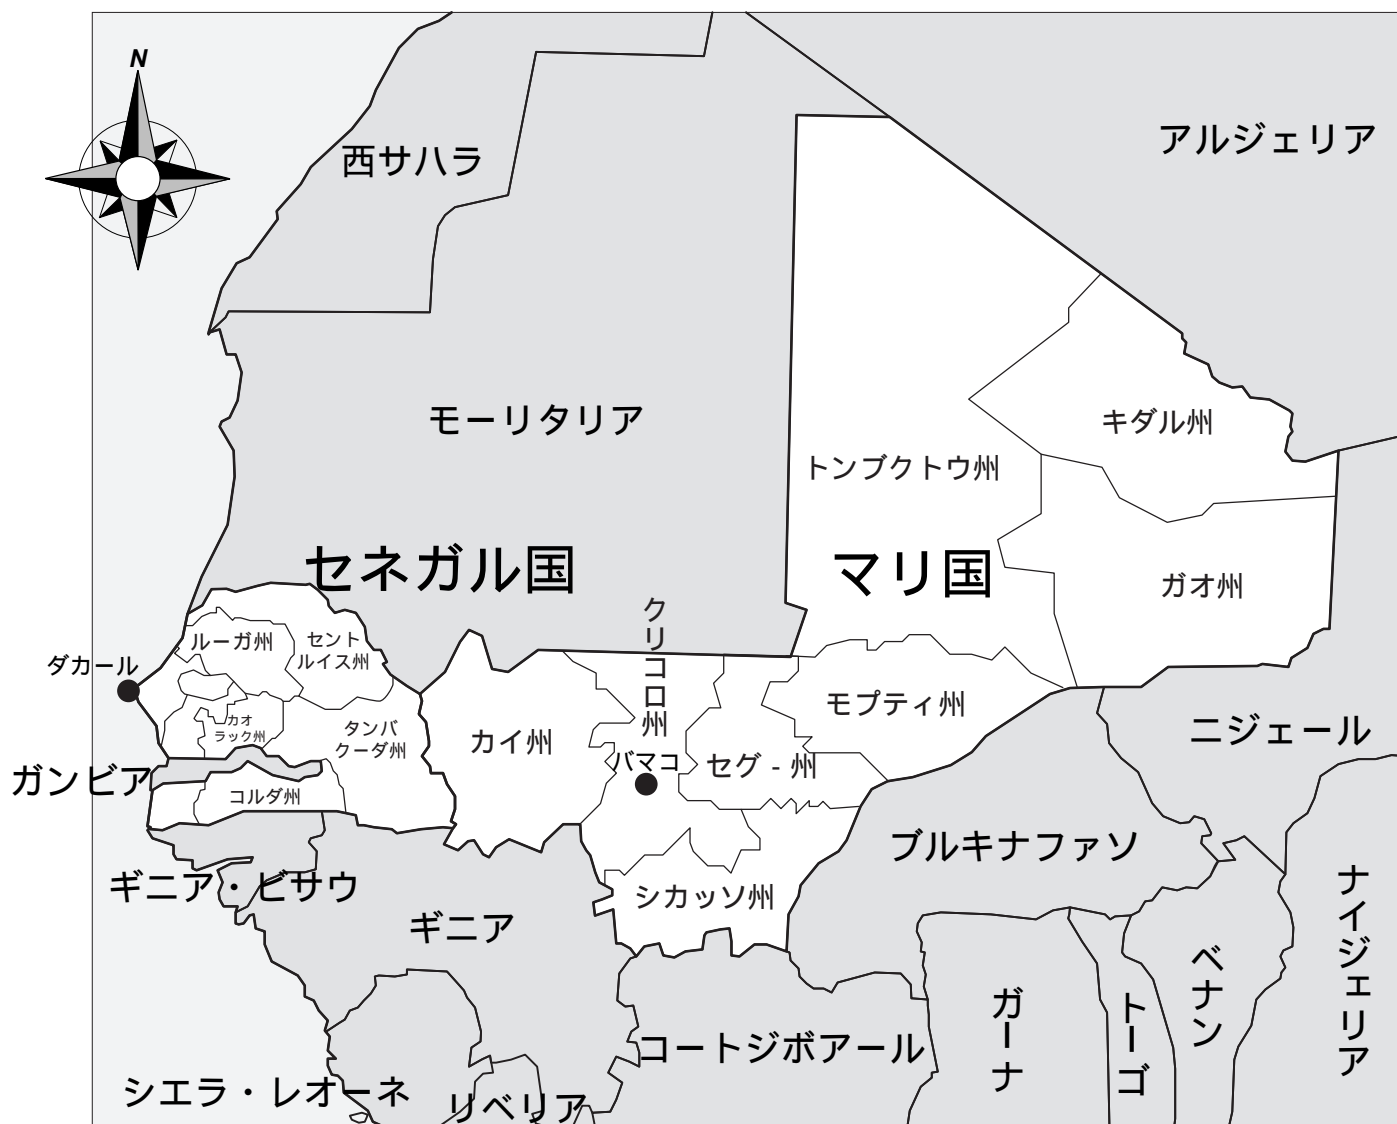 N
西サハラ
アルジェリア
モーリタリア
キダル州
トンブクトウ州
セネガル国
マリ国
ガオ州
クリコロ州
ルーガ州
セント
ルイス州
ダカール
モプティ州
カオ
ラック州
タンバ
クーダ州
カイ州
ニジェール
バマコ
セグ-州
ガンビア
コルダ州
ブルキナファソ
ギニア・ビサウ
シカッソ州
ギニア
ナイジェリア
ベナン
ガーナ
トーゴ
コートジボアール
シエラ・レオーネ
リベリア